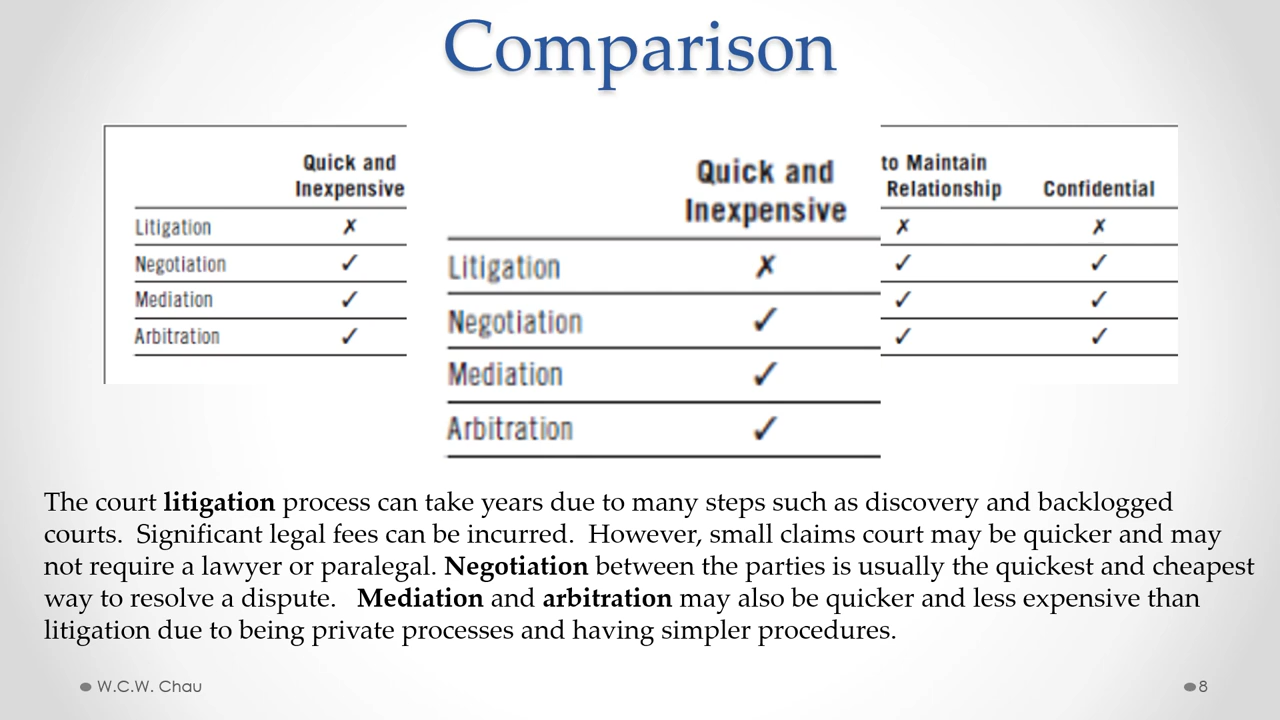 Comparison
Quick and
Inexpensive
Litigation ✗
Negotiation ✓
Mediation ✓
Arbitration ✓
Quick and
Inexpensive
Litigation ✗
Negotiation ✓
Mediation ✓
Arbitration ✓
to Maintain
Relationship Confidential
✗ ✗
✓ ✓
✓ ✓
✓ ✓
The court litigation process can take years due to many steps such as discovery and backlogged
courts. Significant legal fees can be incurred. However, small claims court may be quicker and may
not require a lawyer or paralegal. Negotiation between the parties is usually the quickest and cheapest
way to resolve a dispute. Mediation and arbitration may also be quicker and less expensive than
litigation due to being private processes and having simpler procedures.
W.C.W. Chau
8